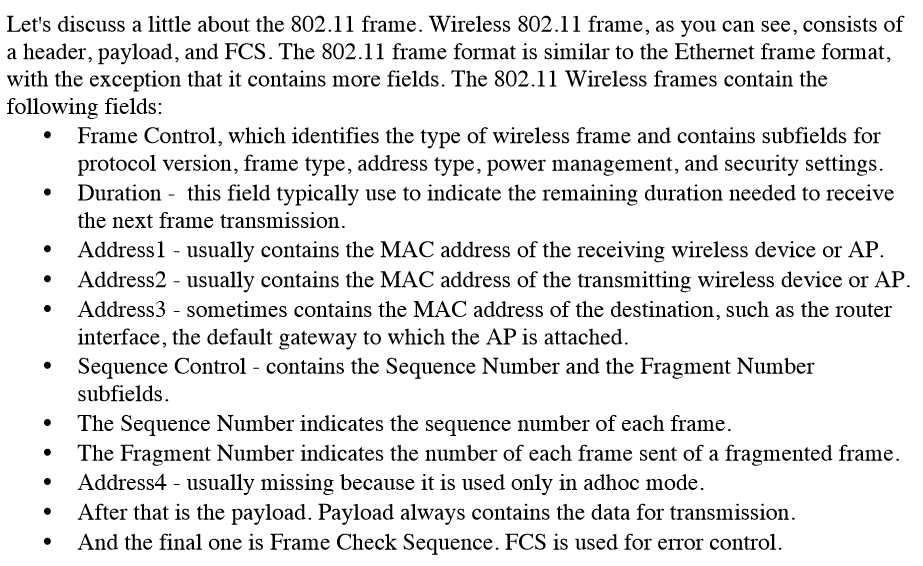 Let's discuss a little about the 802.11 frame. Wireless 802.11 frame, as you can see, consists of
a header, payload, and FCS. The 802.11 frame format is similar to the Ethernet frame format,
with the exception that it contains more fields. The 802.11 Wireless frames contain the
following fields:
• Frame Control, which identifies the type of wireless frame and contains subfields for
protocol version, frame type, address type, power management, and security settings.
• Duration - this field typically use to indicate the remaining duration needed to receive
the next frame transmission.
• Address1 - usually contains the MAC address of the receiving wireless device or AP.
• Address2 - usually contains the MAC address of the transmitting wireless device or AP.
• Address3 - sometimes contains the MAC address of the destination, such as the router
interface, the default gateway to which the AP is attached.
• Sequence Control - contains the Sequence Number and the Fragment Number
subfields.
• The Sequence Number indicates the sequence number of each frame.
• The Fragment Number indicates the number of each frame sent of a fragmented frame.
• Address4 - usually missing because it is used only in adhoc mode.
• After that is the payload. Payload always contains the data for transmission.
• And the final one is Frame Check Sequence. FCS is used for error control.